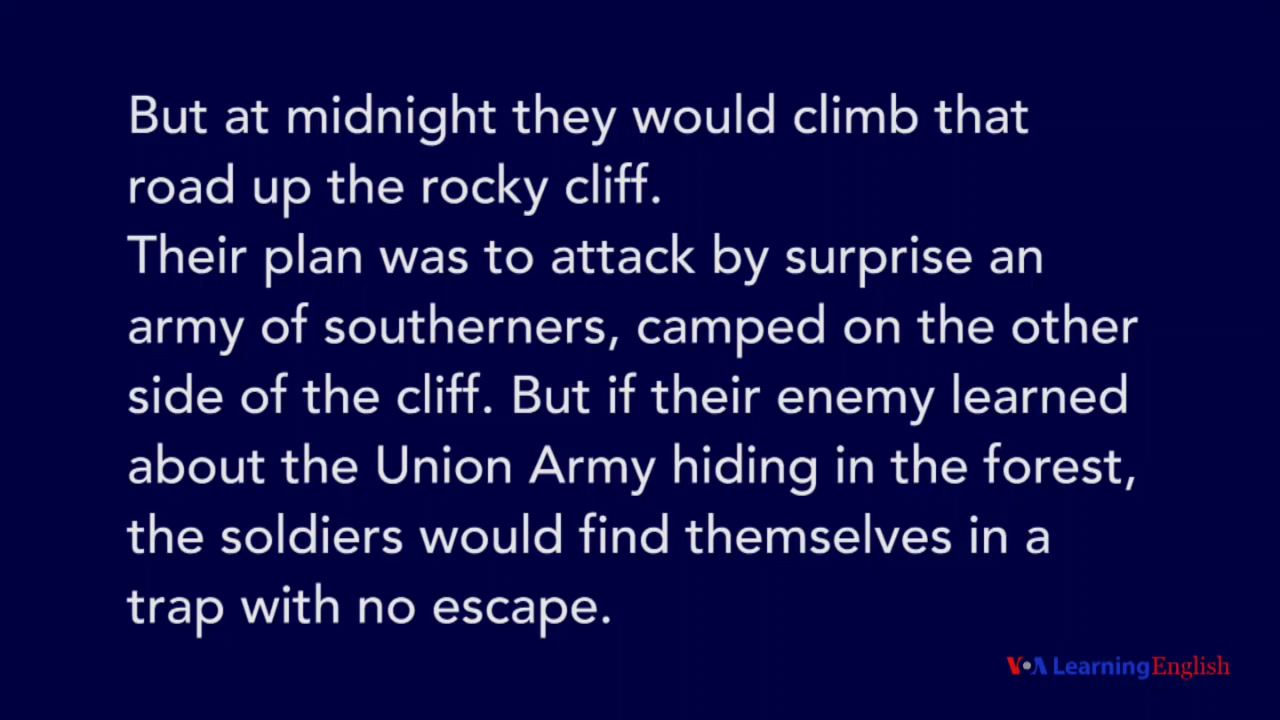 But at midnight they would climb that
road up the rocky cliff.
Their plan was to attack by surprise an
army of southerners, camped on the other
side of the cliff. But if their enemy learned
about the Union Army hiding in the forest,
the soldiers would find themselves in a
trap with no escape.
VOA Learning English